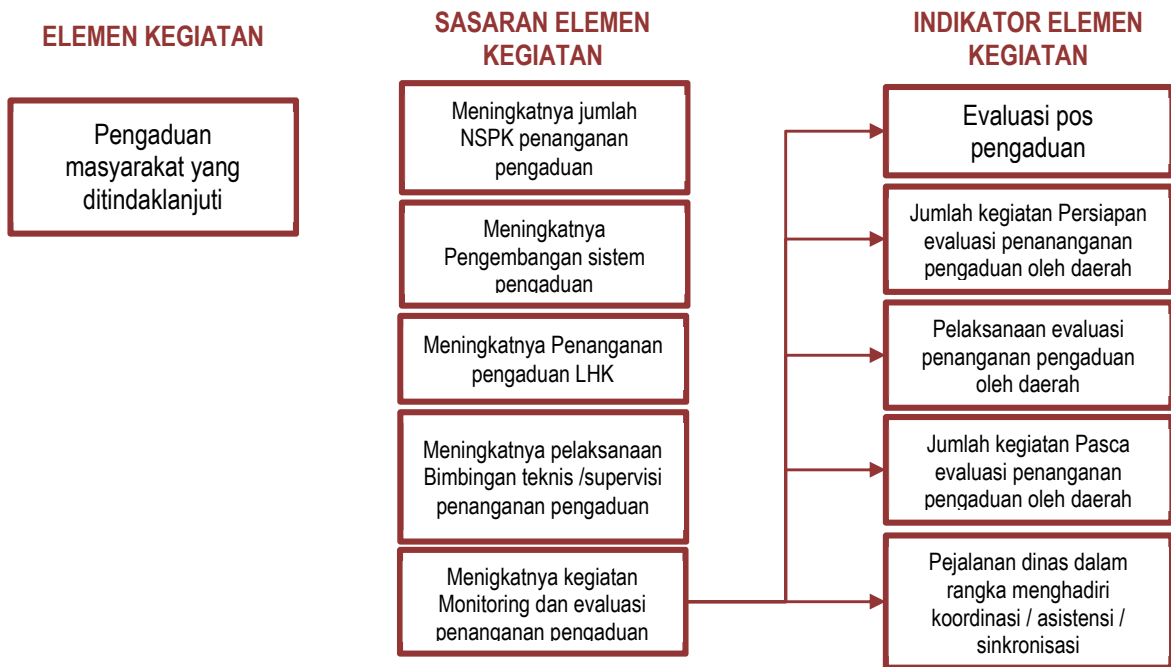 ELEMEN KEGIATAN
Pengaduan
masyarakat yang
ditindaklanjuti
SASARAN ELEMEN
KEGIATAN
Meningkatnya jumlah
NSPK penanganan
pengaduan
Meningkatnya
Pengembangan sistem
pengaduan
Meningkatnya Penanganan
pengaduan LHK
Meningkatnya pelaksanaan
Bimbingan teknis /supervisi
penanganan pengaduan
Menigkatnya kegiatan
Monitoring dan evaluasi
penanganan pengaduan
INDIKATOR ELEMEN
KEGIATAN
Evaluasi pos
pengaduan
Jumlah kegiatan Persiapan
evaluasi penananganan
pengaduan oleh daerah
Pelaksanaan evaluasi
penanganan pengaduan
oleh daerah
Jumlah kegiatan Pasca
evaluasi penanganan
pengaduan oleh daerah
Pejalanan dinas dalam
rangka menghadiri
koordinasi / asistensi /
sinkronisasi